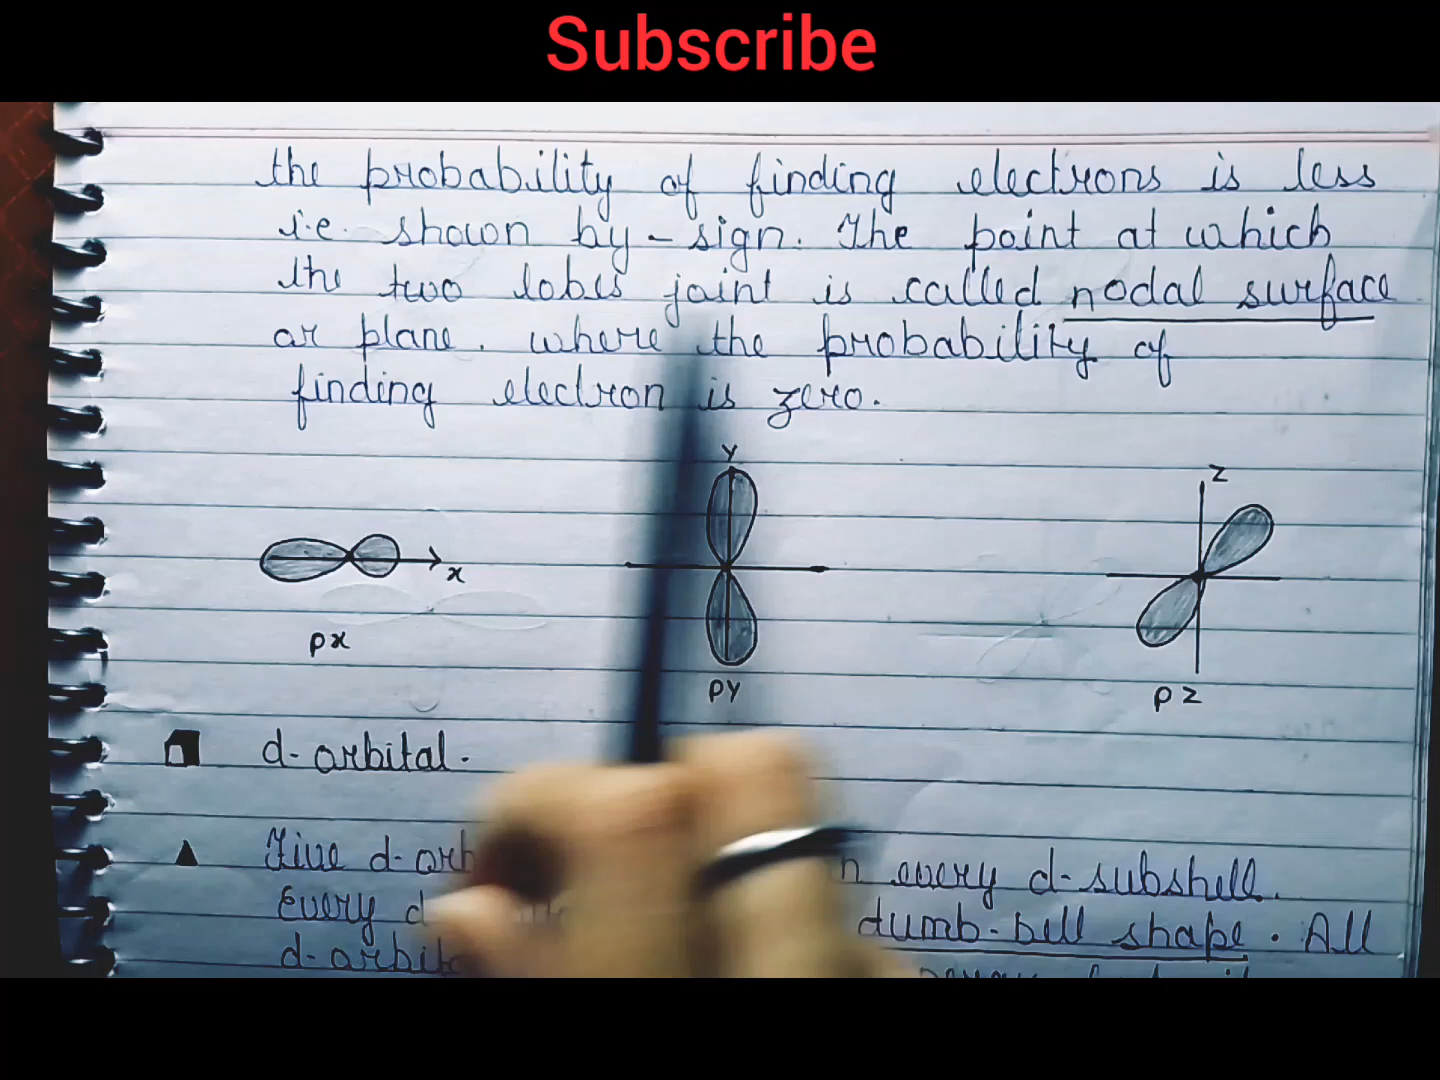 Subscribe
the probability of finding electrons is less
i.e. shown by - sign. The point at which
the two lobes joint is called nodal surface
or plane. where the probability of
finding electron is zero.
Y
Z
x
px
PY
pz
d-orbital.
Five d-orb n every d-subshell.
Every d dumb-bell shape. All
d-orbit